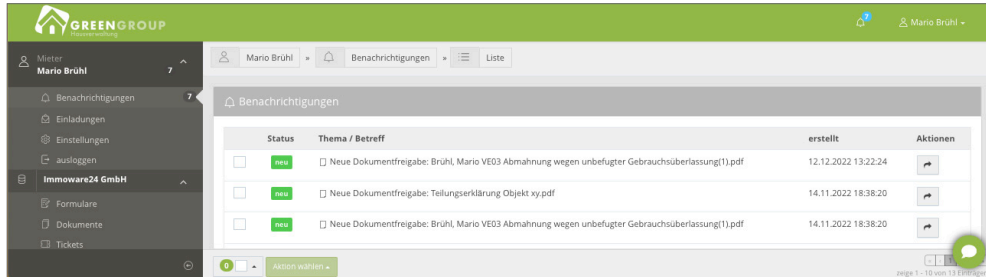 GREENGROUP
Hausverwaltung
7
Mario Brühl
Mieter
Mario Brühl 7
Benachrichtigungen 7
Einladungen
Einstellungen
ausloggen
Immoware24 GmbH
Formulare
Dokumente
Tickets
Mario Brühl » Benachrichtigungen » Liste
Benachrichtigungen
Status Thema / Betreff erstellt Aktionen
neu Neue Dokumentfreigabe: Brühl, Mario VE03 Abmahnung wegen unbefugter Gebrauchsüberlassung(1).pdf 12.12.2022 13:22:24
neu Neue Dokumentfreigabe: Teilungserklärung Objekt xy.pdf 14.11.2022 18:38:20
neu Neue Dokumentfreigabe: Brühl, Mario VE03 Abmahnung wegen unbefugter Gebrauchsüberlassung(1).pdf 14.11.2022 18:38:20
0 Aktion wählen
zeige 1 - 10 von 13 Einträgen